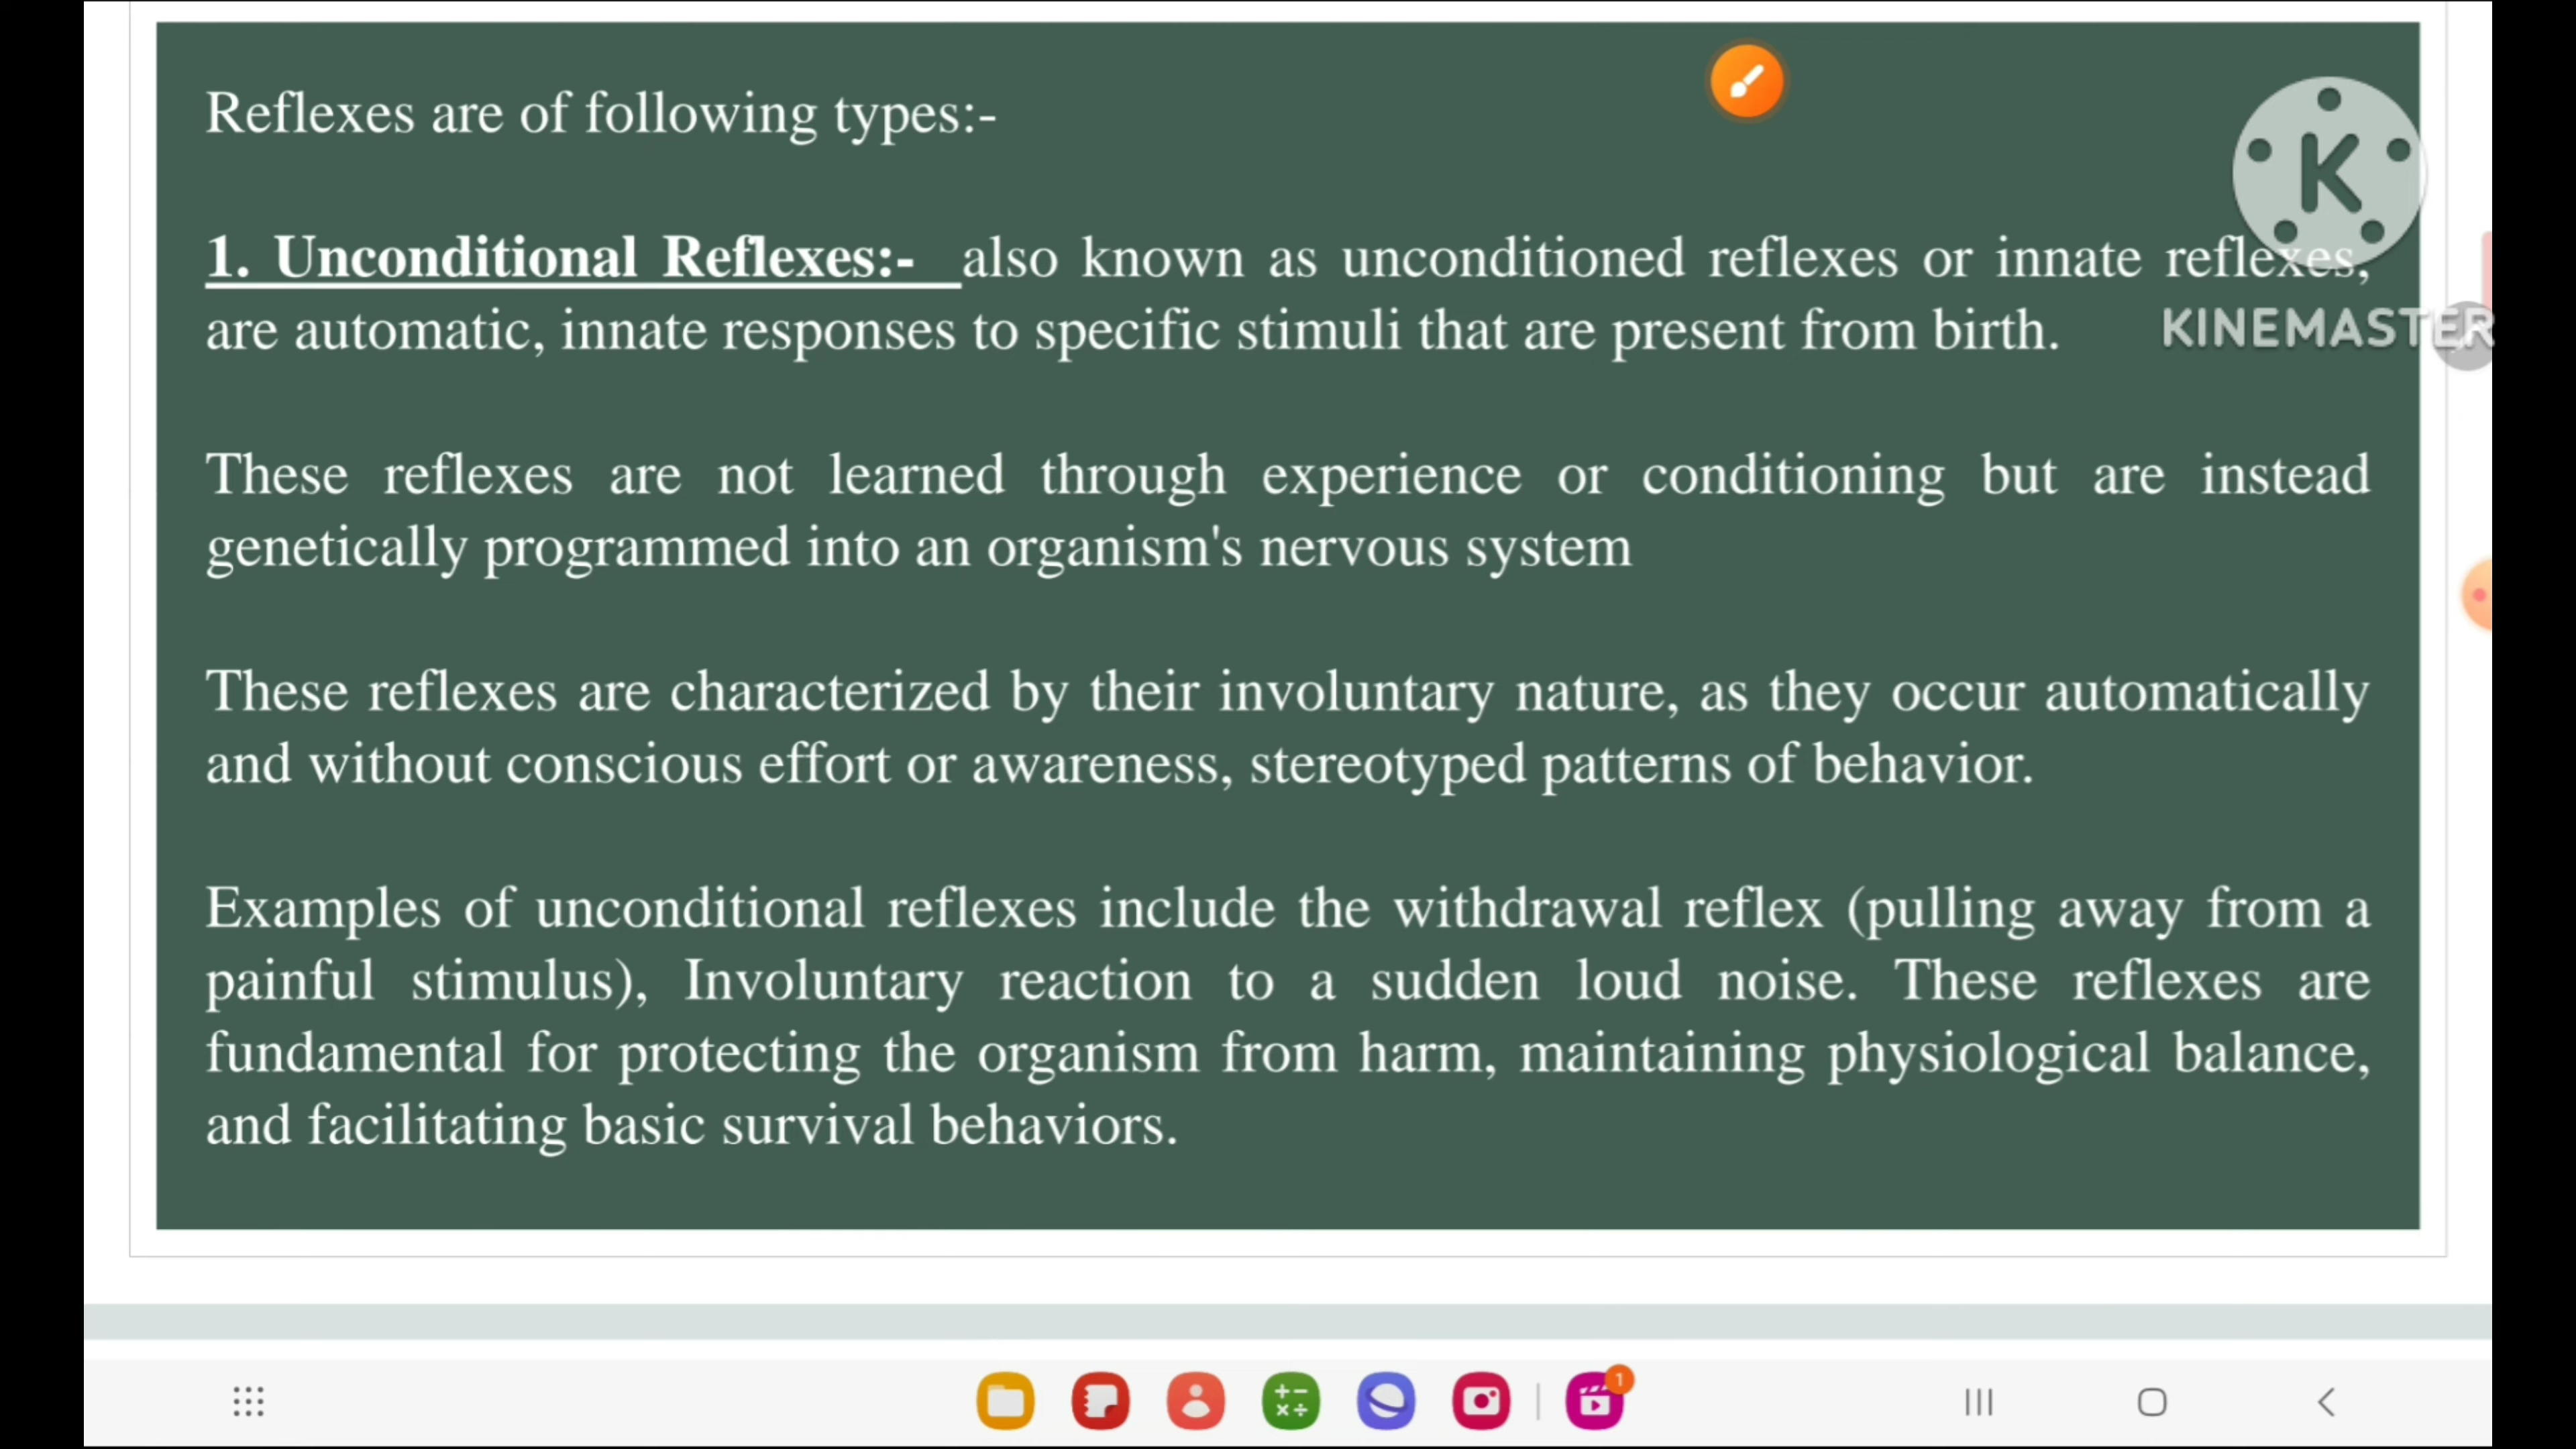 Reflexes are of following types:-
1. Unconditional Reflexes:- also known as unconditioned reflexes or innate reflexes,
are automatic, innate responses to specific stimuli that are present from birth.
These reflexes are not learned through experience or conditioning but are instead
genetically programmed into an organism's nervous system
These reflexes are characterized by their involuntary nature, as they occur automatically
and without conscious effort or awareness, stereotyped patterns of behavior.
Examples of unconditional reflexes include the withdrawal reflex (pulling away from a
painful stimulus), Involuntary reaction to a sudden loud noise. These reflexes are
fundamental for protecting the organism from harm, maintaining physiological balance,
and facilitating basic survival behaviors.
K
KINEMASTER
1